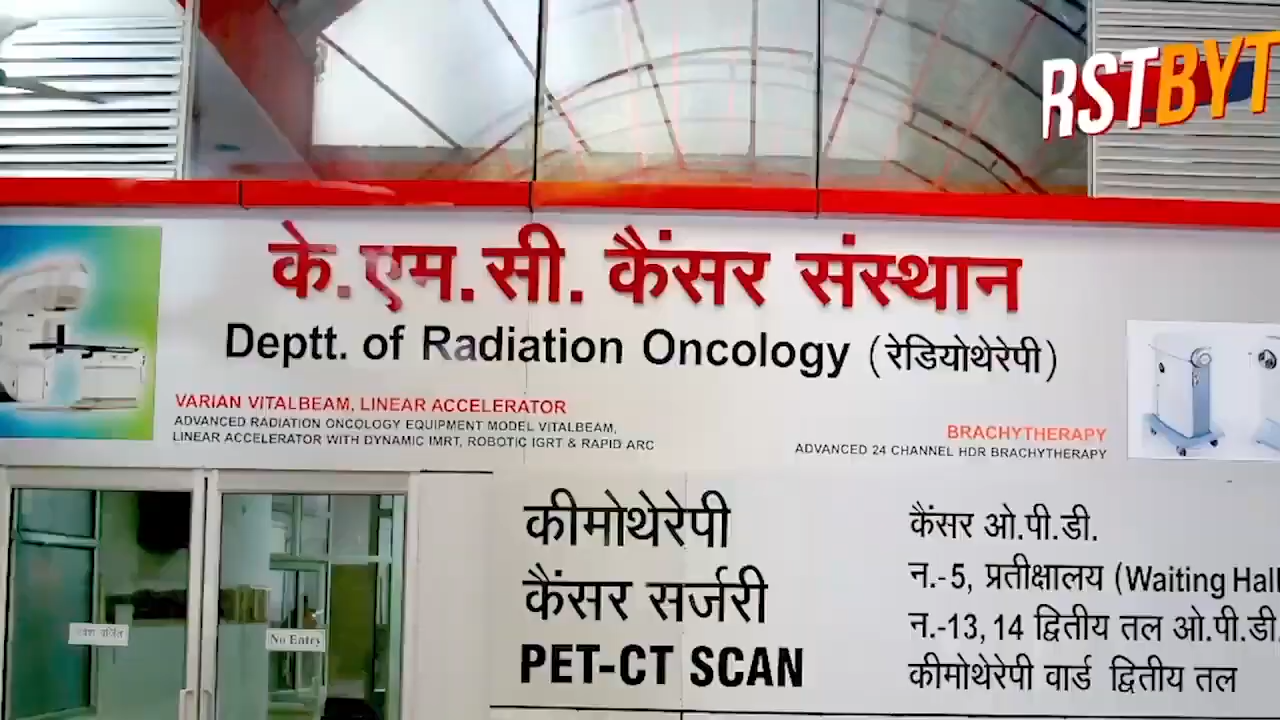 RSTBYT
के.एम.सी. कैंसर संस्थान
Deptt. of Radiation Oncology (रेडियोथेरेपी)
VARIAN VITALBEAM, LINEAR ACCELERATOR
ADVANCED RADIATION ONCOLOGY EQUIPMENT MODEL VITALBEAM,
LINEAR ACCELERATOR WITH DYNAMIC IMRT, ROBOTIC IGRT & RAPID ARC
BRACHYTHERAPY
ADVANCED 24 CHANNEL HDR BRACHYTHERAPY
कीमोथेरेपी
कैंसर सर्जरी
PET-CT SCAN
कैंसर ओ.पी.डी.
न.-5, प्रतीक्षालय (Waiting Hall
न.-13, 14 द्वितीय तल ओ.पी.डी.
कीमोथेरेपी वार्ड द्वितीय तल
No Entry